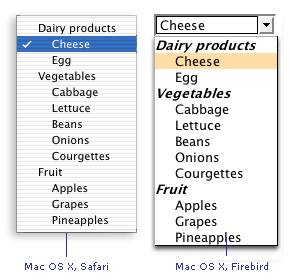 Dairy products
✓ Cheese
Egg
Vegetables
Cabbage
Lettuce
Beans
Onions
Courgettes
Fruit
Apples
Grapes
Pineapples
Mac OS X, Safari
Cheese
Dairy products
Cheese
Egg
Vegetables
Cabbage
Lettuce
Beans
Onions
Courgettes
Fruit
Apples
Grapes
Pineapples
Mac OS X, Firebird